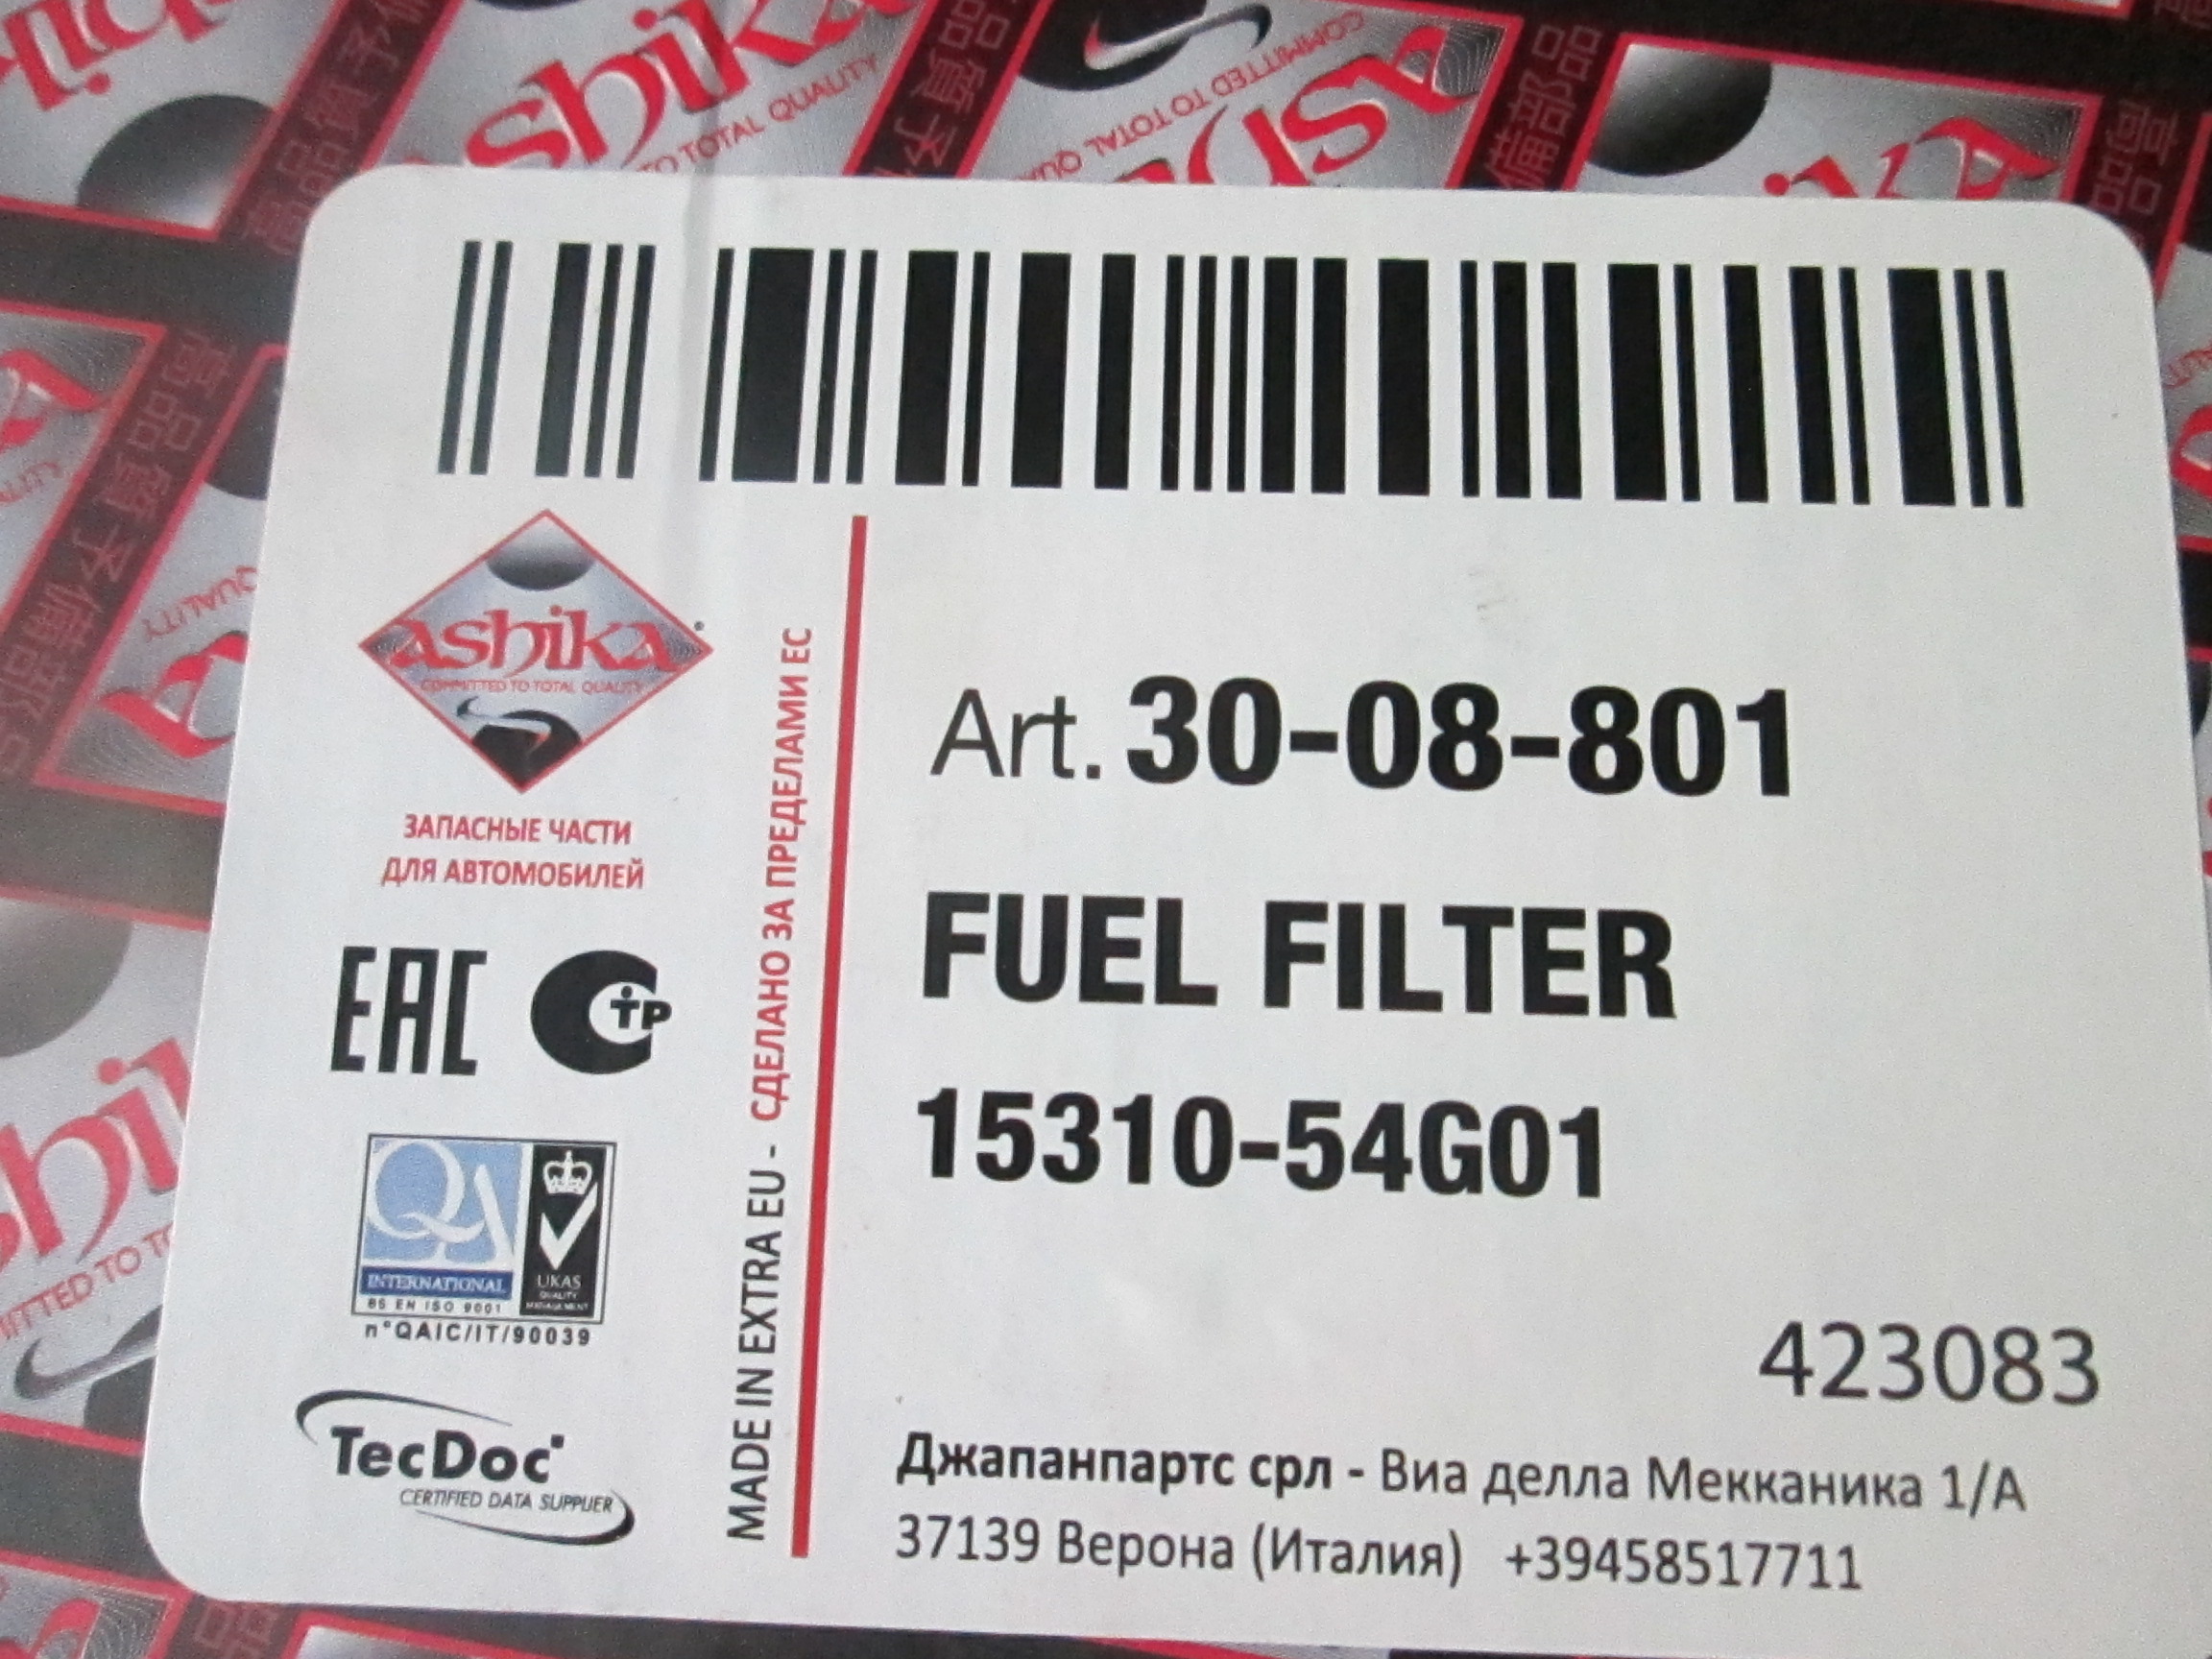 ashika
COMMITTED TO TOTAL QUALITY
ЗАПАСНЫЕ ЧАСТИ
ДЛЯ АВТОМОБИЛЕЙ
EAC
QA
INTERNATIONAL
BS EN ISO 9001
UKAS
QUALITY
MANAGEMENT
n°QAIC/IT/90039
TecDoc
CERTIFIED DATA SUPPLIER
MADE IN EXTRA EU - СДЕЛАНО ЗА ПРЕДЕЛАМИ ЕС
Art. 30-08-801
FUEL FILTER
15310-54G01
423083
Джапанпартс срл - Виа делла Мекканика 1/А
37139 Верона (Италия) +39458517711